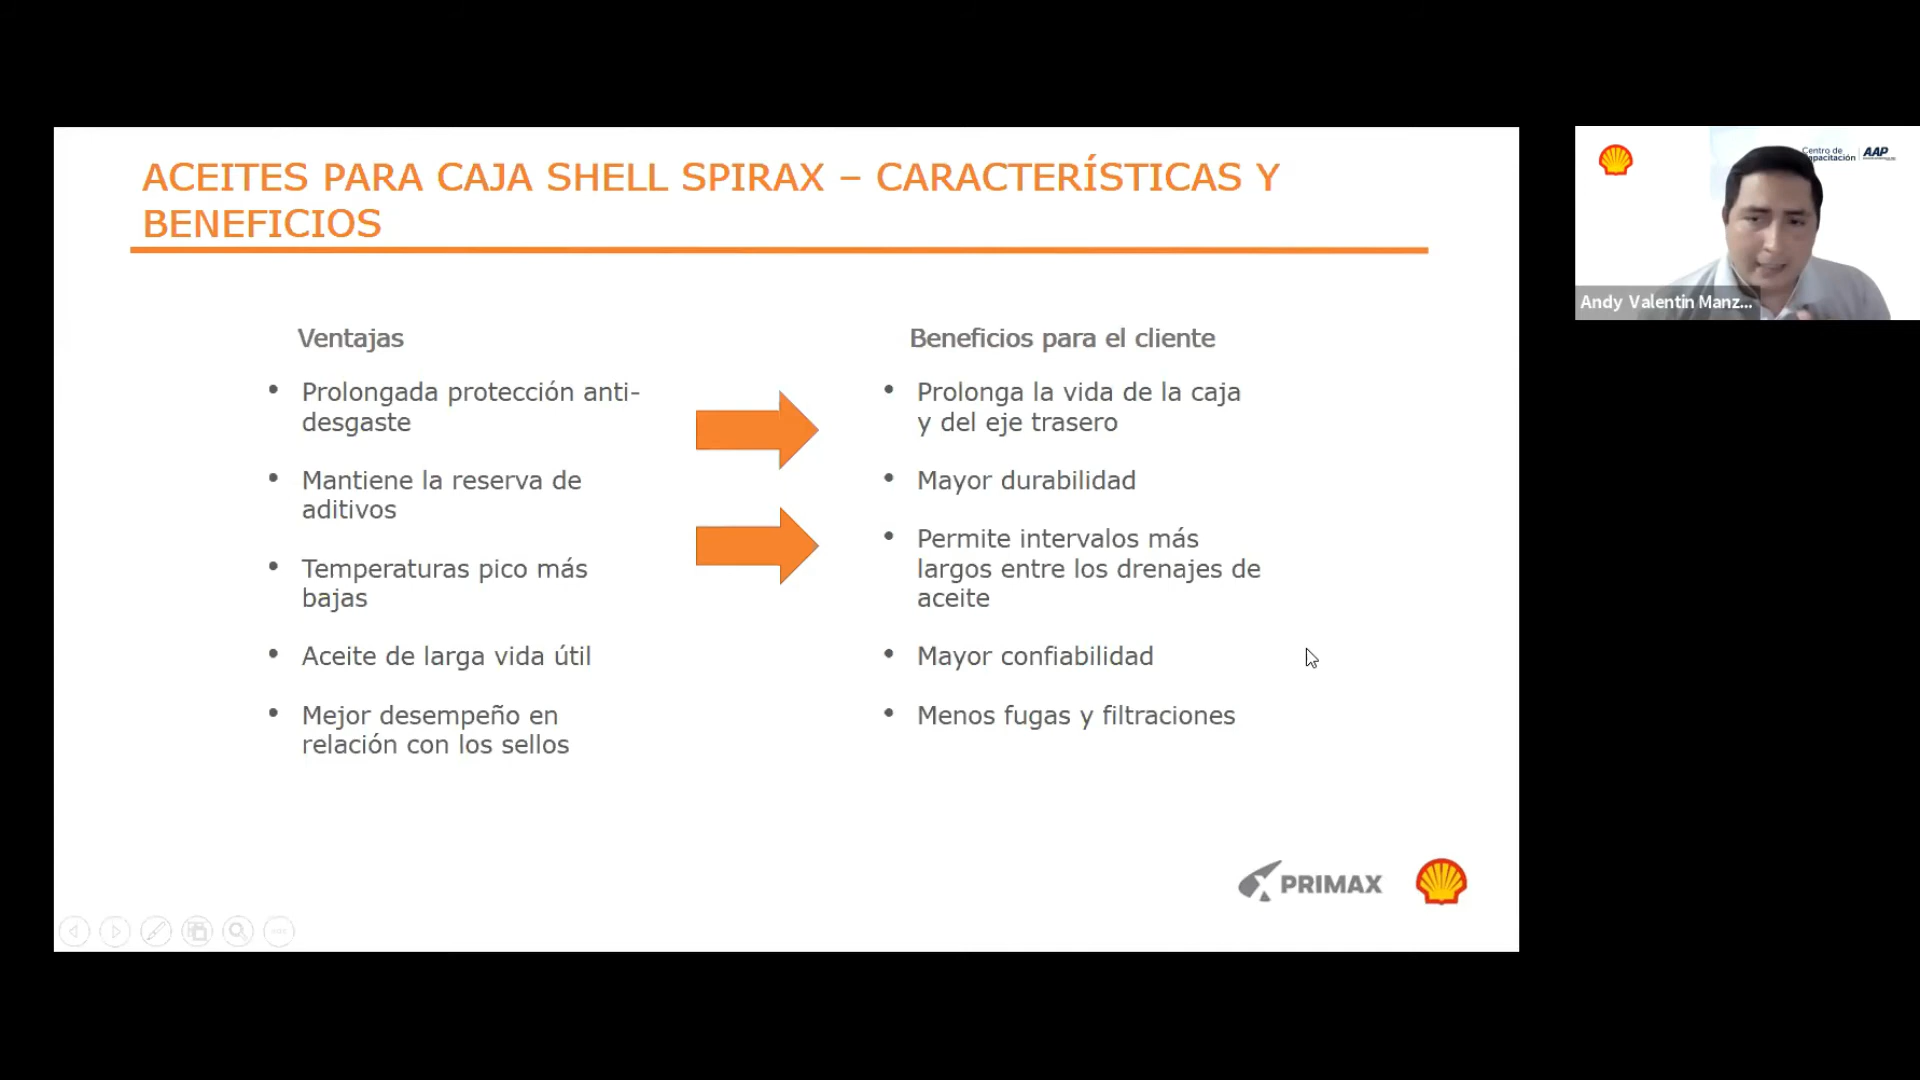 ACEITES PARA CAJA SHELL SPIRAX – CARACTERÍSTICAS Y
BENEFICIOS
Ventajas
• Prolongada protección anti-
desgaste
• Mantiene la reserva de
aditivos
• Temperaturas pico más
bajas
• Aceite de larga vida útil
• Mejor desempeño en
relación con los sellos
Beneficios para el cliente
• Prolonga la vida de la caja
y del eje trasero
• Mayor durabilidad
• Permite intervalos más
largos entre los drenajes de
aceite
• Mayor confiabilidad
• Menos fugas y filtraciones
PRIMAX
Centro de
pacitación
AAP
Andy Valentin Manz...